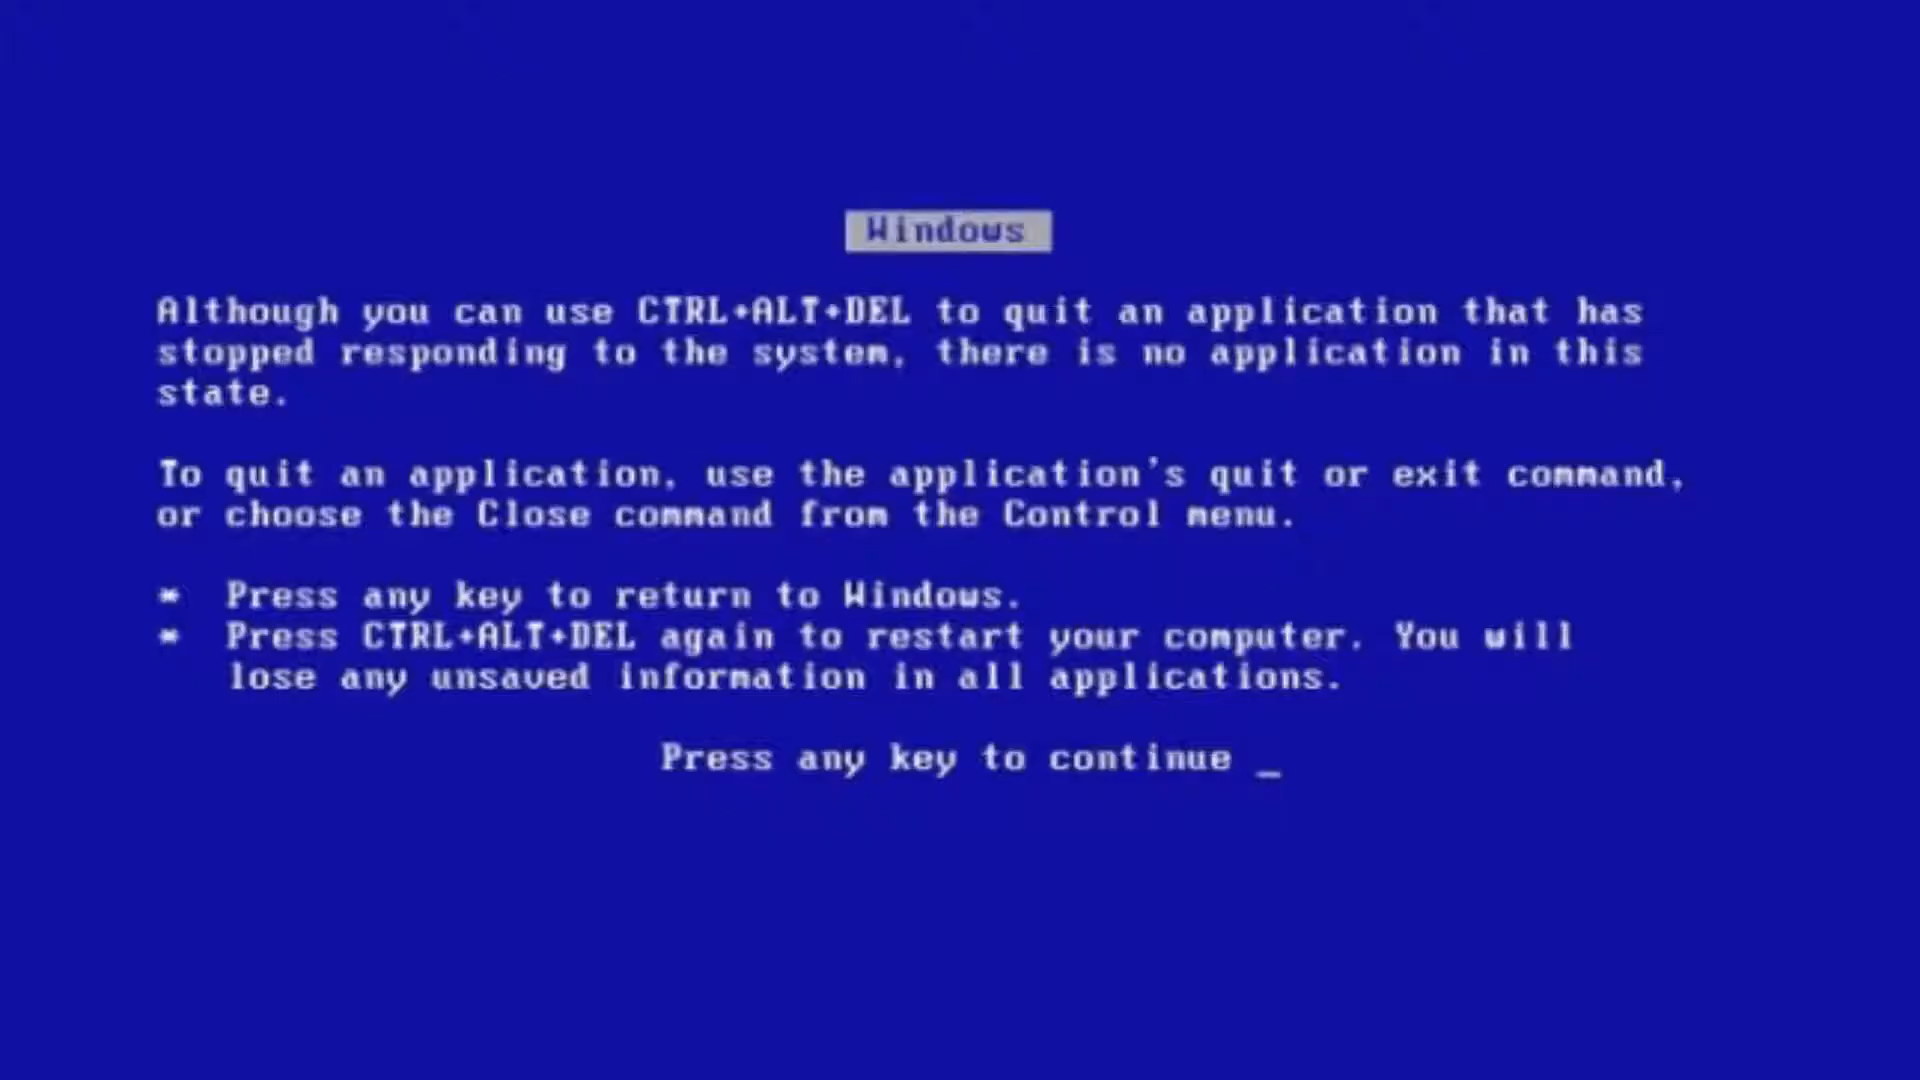 Windows
Although you can use CTRL+ALT+DEL to quit an application that has
stopped responding to the system, there is no application in this
state.
To quit an application, use the application's quit or exit command,
or choose the Close command from the Control menu.
* Press any key to return to Windows.
* Press CTRL+ALT+DEL again to restart your computer. You will
lose any unsaved information in all applications.
Press any key to continue _